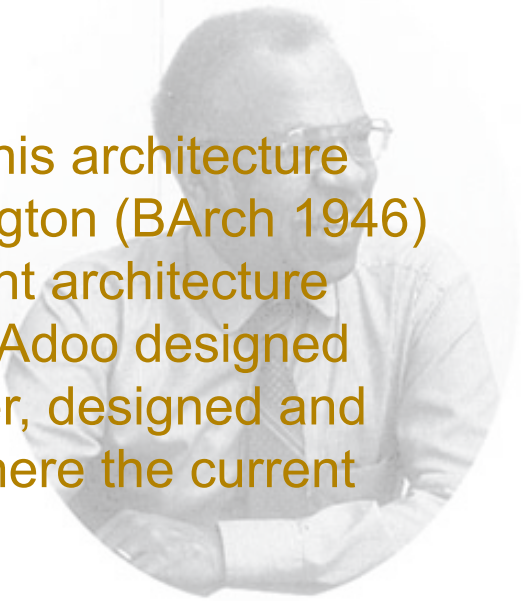 his architecture
gton (BArch 1946)
nt architecture
Adoo designed
r, designed and
here the current